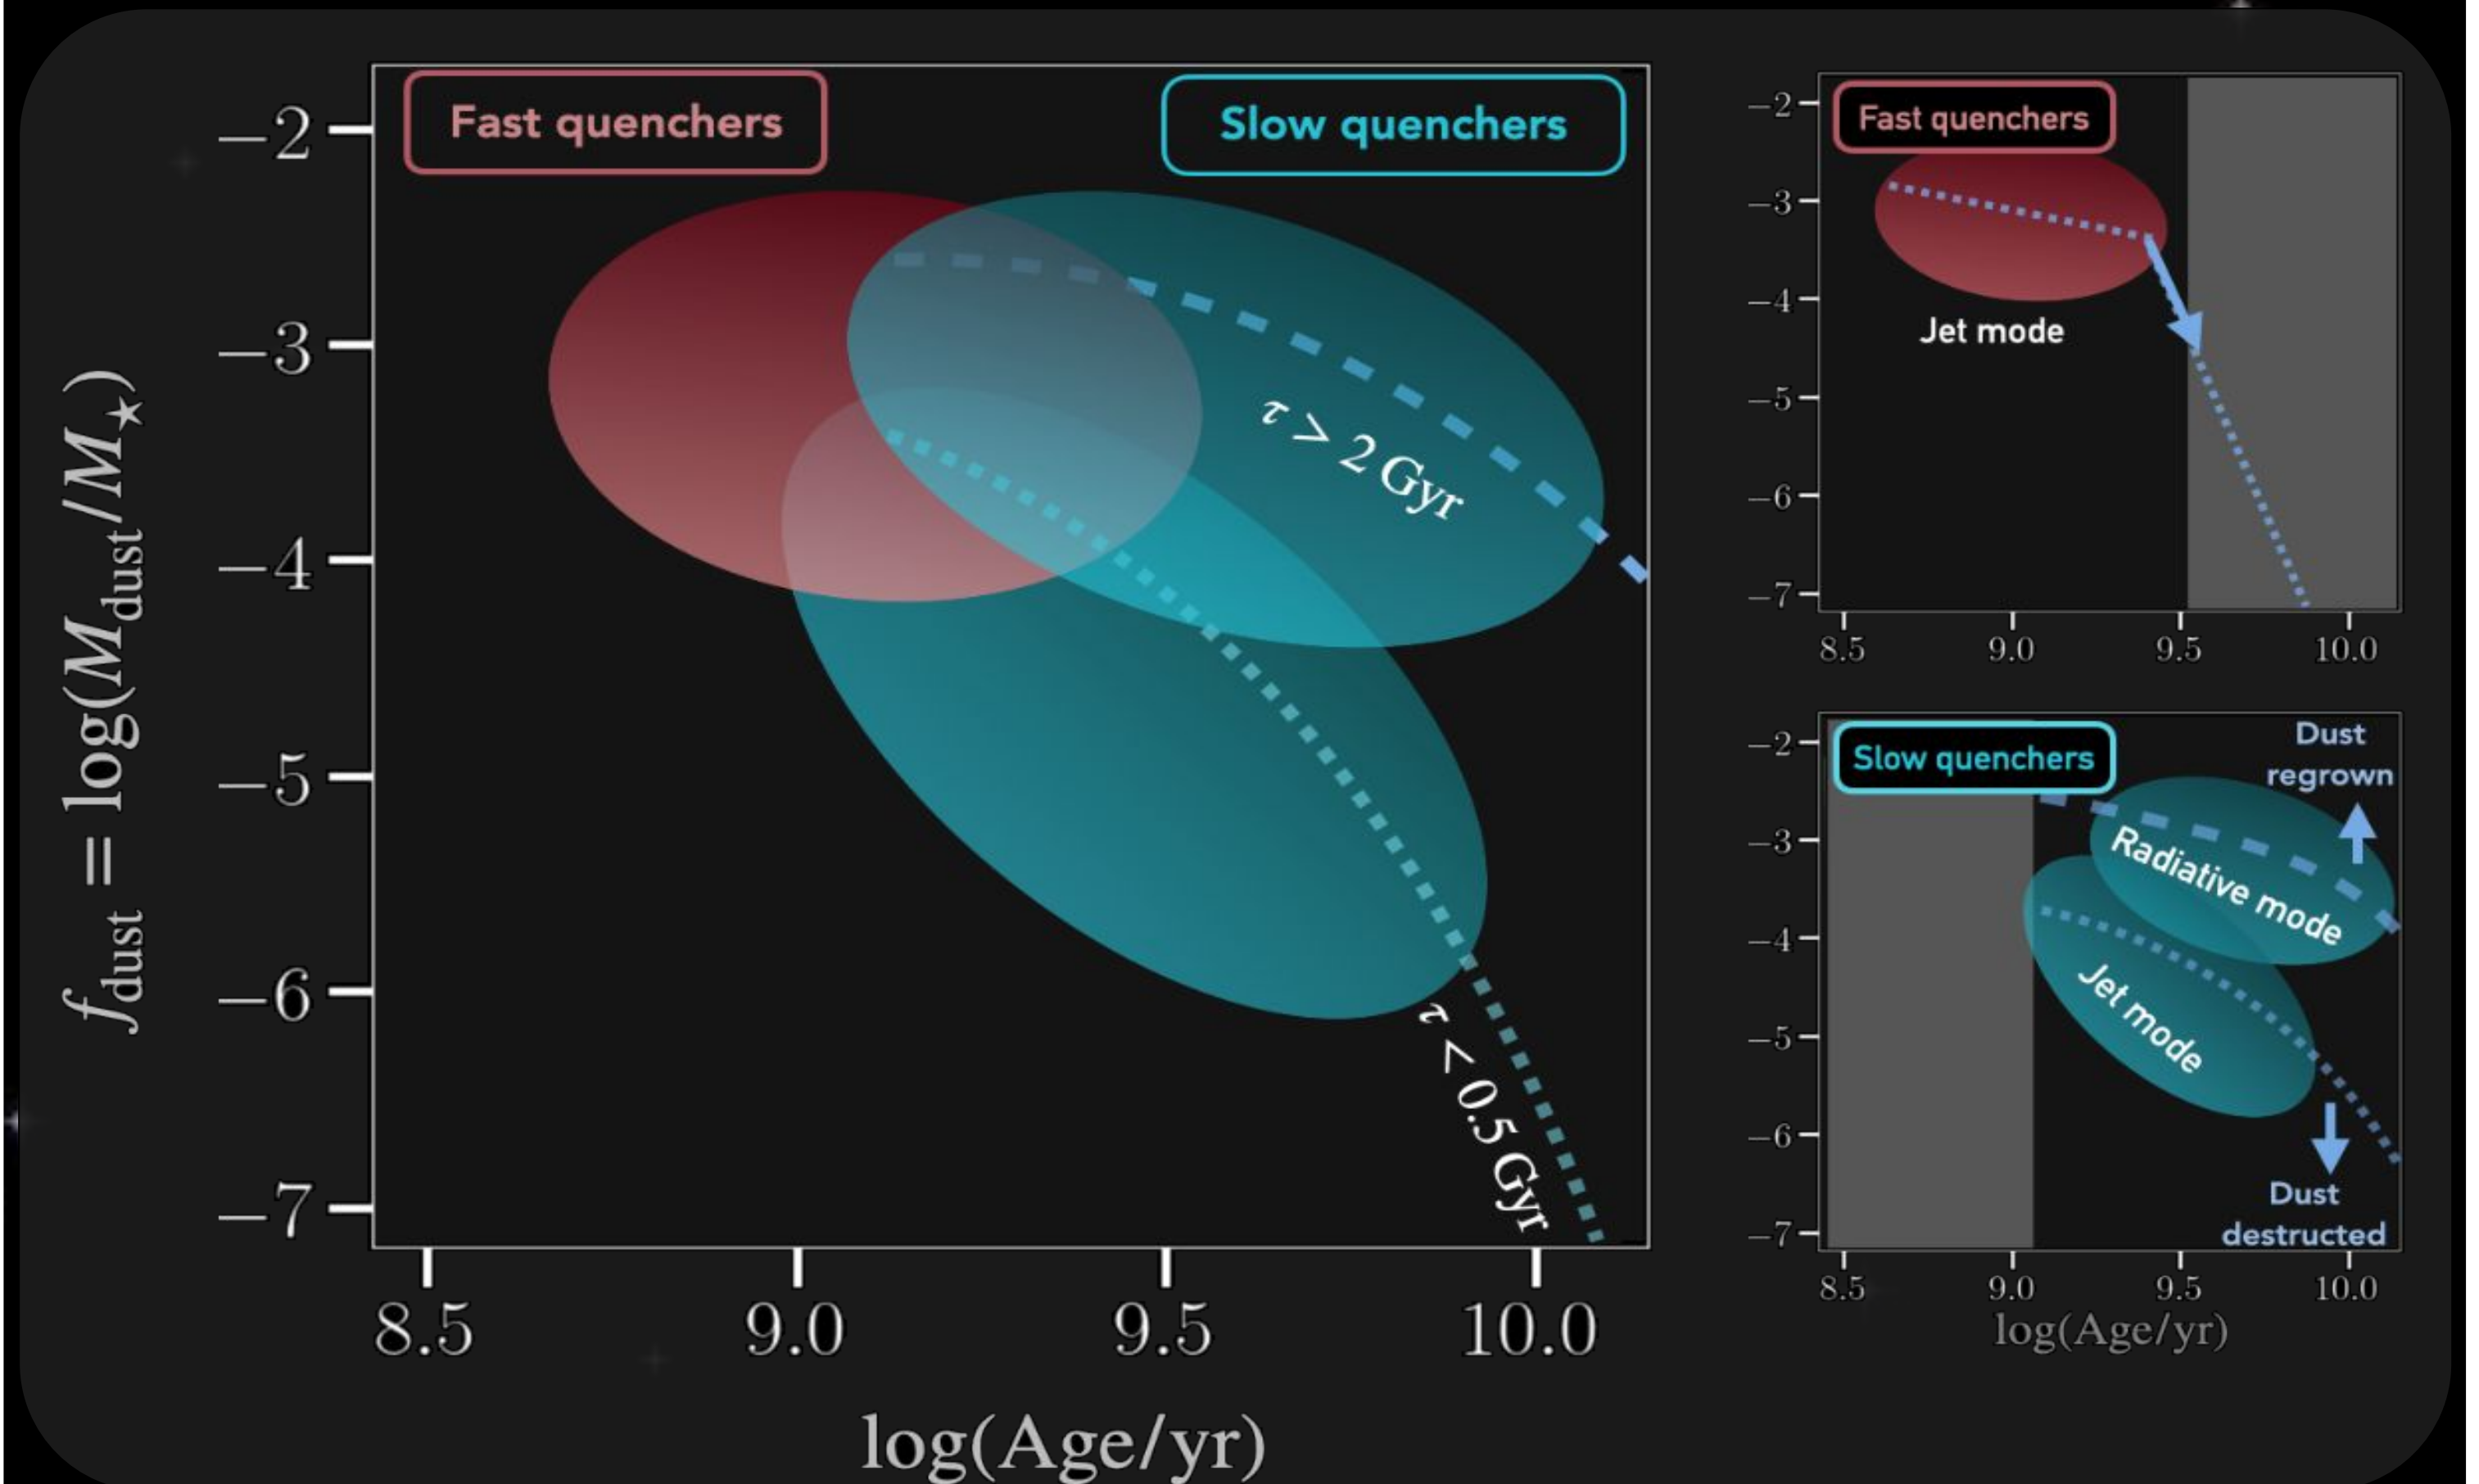 Fast quenchers
Slow quenchers
−2
−3
−4
−5
−6
−7
f_dust = log(M_dust/M_★)
τ > 2 Gyr
τ < 0.5 Gyr
8.5 9.0 9.5 10.0
log(Age/yr)
Fast quenchers
−2
−3
−4
−5
−6
−7
Jet mode
8.5 9.0 9.5 10.0
Slow quenchers
Dust
regrown
−2
−3
−4
−5
−6
−7
Radiative mode
Jet mode
Dust
destructed
8.5 9.0 9.5 10.0
log(Age/yr)